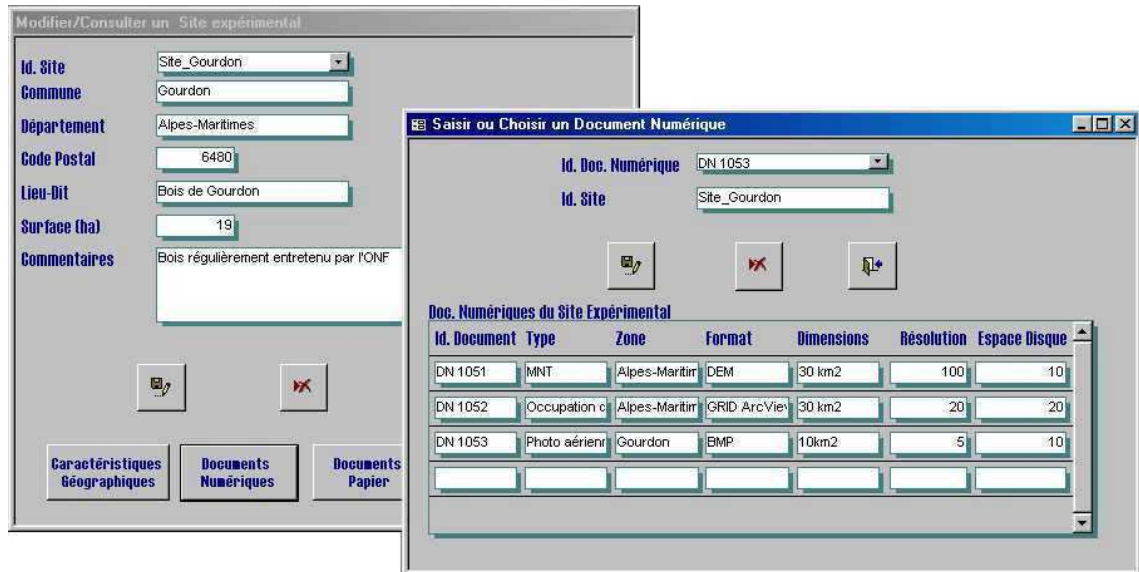 Modifier/Consulter un Site expérimental
Id. Site Site_Gourdon
Commune Gourdon
Département Alpes-Maritimes
Code Postal 6480
Lieu-Dit Bois de Gourdon
Surface (ha) 19
Commentaires Bois régulièrement entretenu par l'ONF
Caractéristiques Géographiques
Documents Numériques
Documents Papier
Saisir ou Choisir un Document Numérique
Id. Doc. Numérique DN 1053
Id. Site Site_Gourdon
Doc. Numériques du Site Expérimental
Id. Document Type Zone Format Dimensions Résolution Espace Disque
DN 1051 MNT Alpes-Maritim DEM 30 km2 100 10
DN 1052 Occupation c Alpes-Maritim GRID ArcView 30 km2 20 20
DN 1053 Photo aérienn Gourdon BMP 10km2 5 10